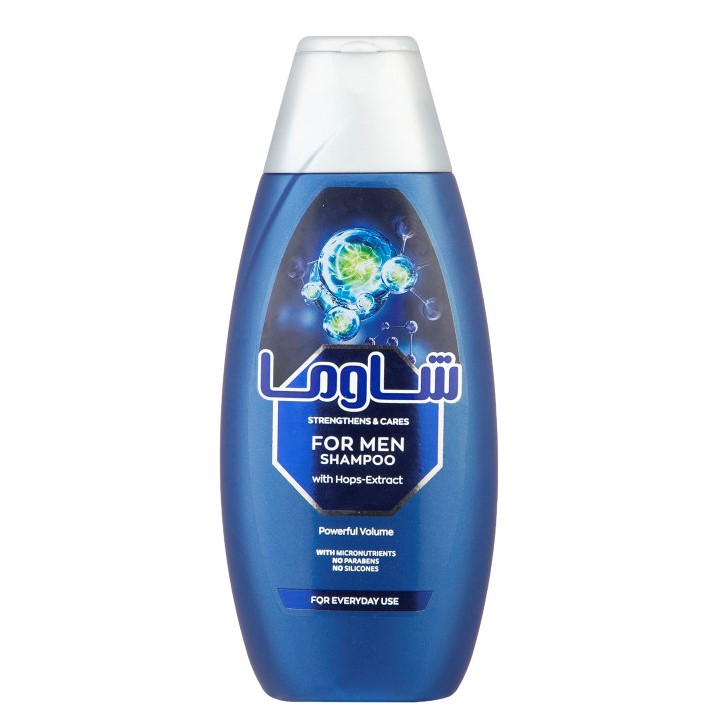 شاوما
STRENGTHENS & CARES
FOR MEN
SHAMPOO
with Hops-Extract
Powerful Volume
WITH MICRONUTRIENTS
NO PARABENS
NO SILICONES
FOR EVERYDAY USE